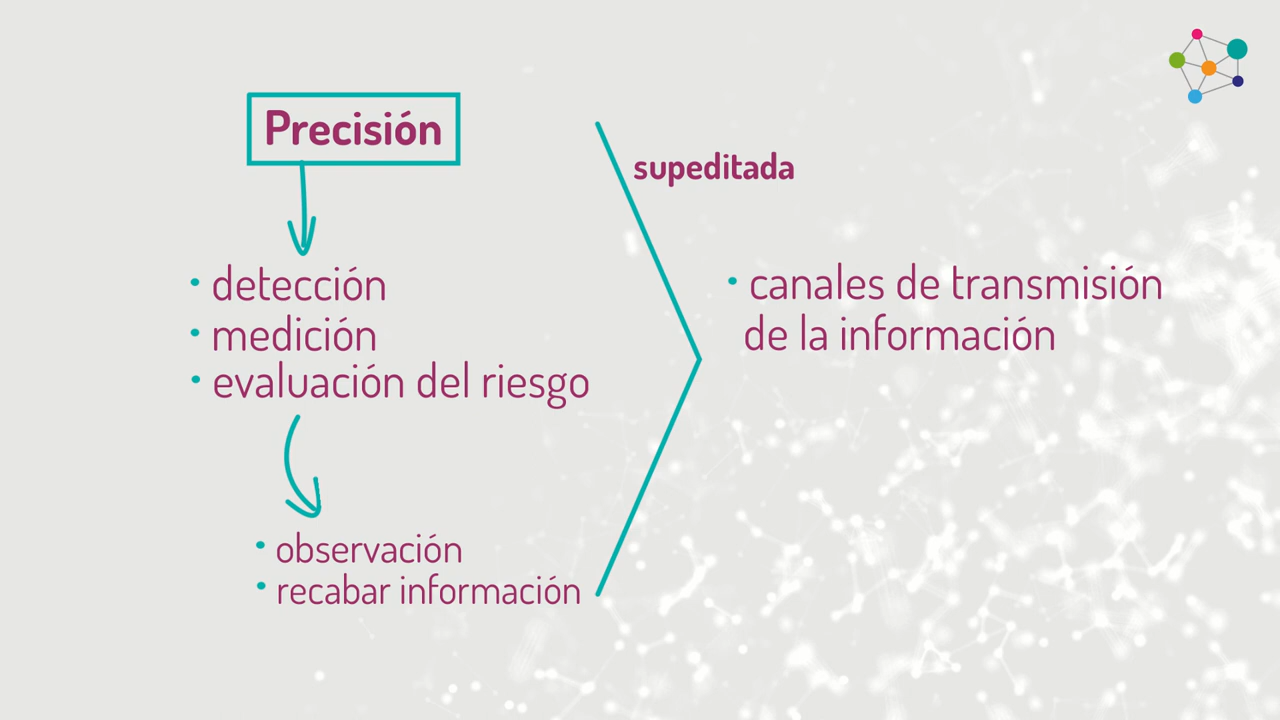 Precisión
• detección
• medición
• evaluación del riesgo
• observación
• recabar información
supeditada
• canales de transmisión
de la información